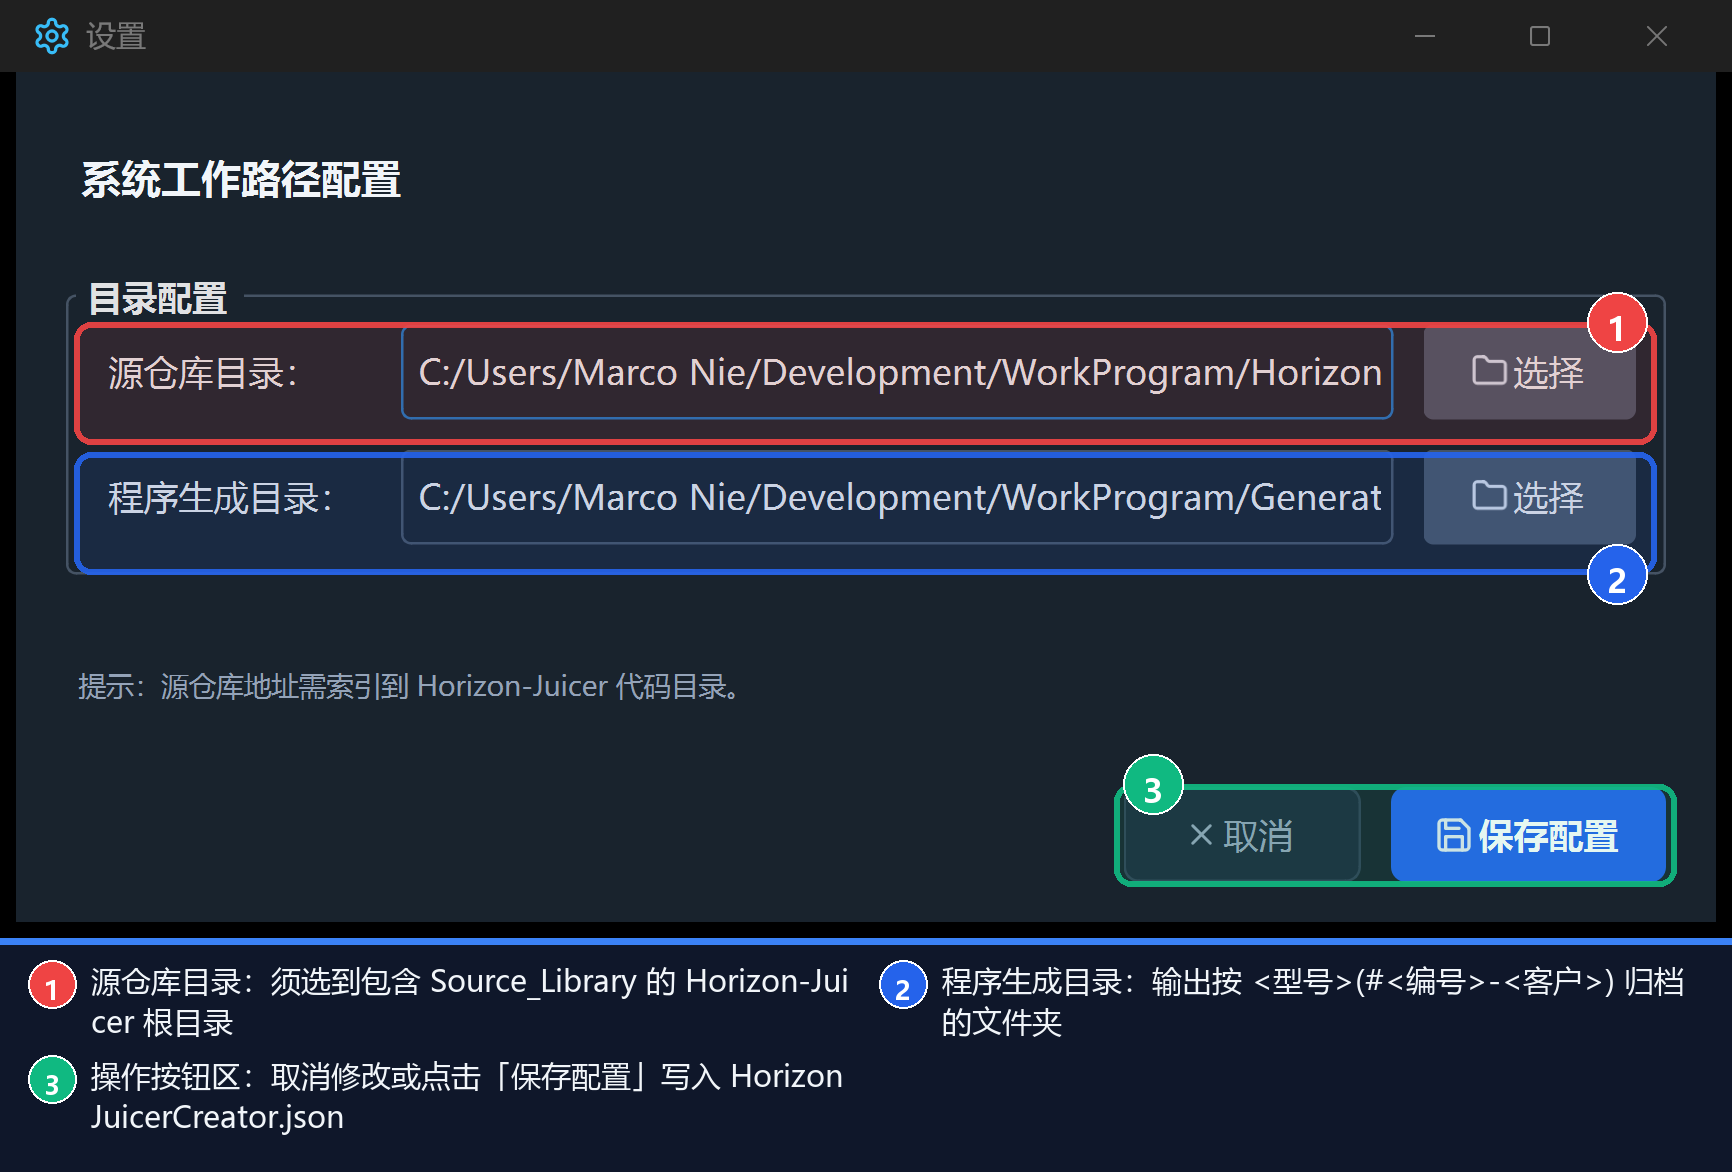 设置
系统工作路径配置
目录配置
1
源仓库目录： C:/Users/Marco Nie/Development/WorkProgram/Horizon 选择
程序生成目录： C:/Users/Marco Nie/Development/WorkProgram/Generat 选择
2
提示：源仓库地址需索引到 Horizon-Juicer 代码目录。
3
取消 保存配置
1 源仓库目录：须选到包含 Source_Library 的 Horizon-Jui
cer 根目录
2 程序生成目录：输出按 <型号>(#<编号>-<客户>) 归档
的文件夹
3 操作按钮区：取消修改或点击「保存配置」写入 Horizon
JuicerCreator.json